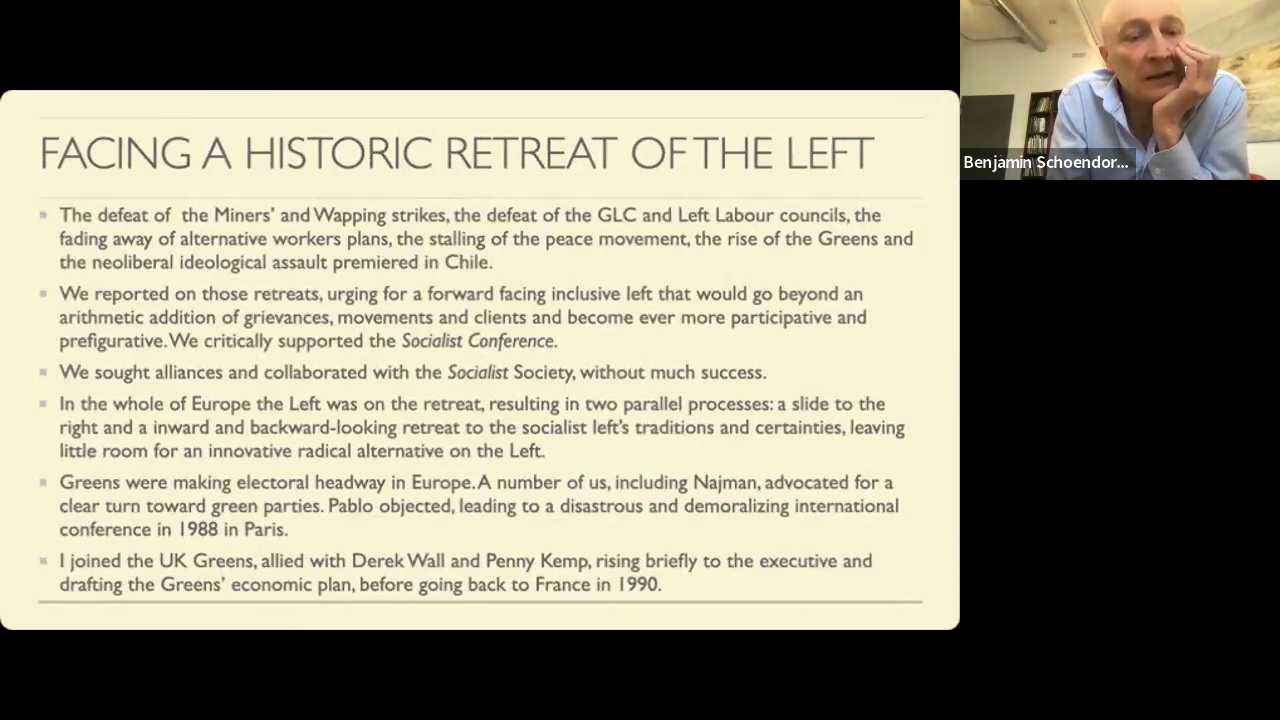 FACING A HISTORIC RETREAT OF THE LEFT
The defeat of the Miners' and Wapping strikes, the defeat of the GLC and Left Labour councils, the
fading away of alternative workers plans, the stalling of the peace movement, the rise of the Greens and
the neoliberal ideological assault premiered in Chile.
We reported on those retreats, urging for a forward facing inclusive left that would go beyond an
arithmetic addition of grievances, movements and clients and become ever more participative and
prefigurative. We critically supported the Socialist Conference.
We sought alliances and collaborated with the Socialist Society, without much success.
In the whole of Europe the Left was on the retreat, resulting in two parallel processes: a slide to the
right and a inward and backward-looking retreat to the socialist left's traditions and certainties, leaving
little room for an innovative radical alternative on the Left.
Greens were making electoral headway in Europe. A number of us, including Najman, advocated for a
clear turn toward green parties. Pablo objected, leading to a disastrous and demoralizing international
conference in 1988 in Paris.
I joined the UK Greens, allied with Derek Wall and Penny Kemp, rising briefly to the executive and
drafting the Greens' economic plan, before going back to France in 1990.
Benjamin Schoendor...